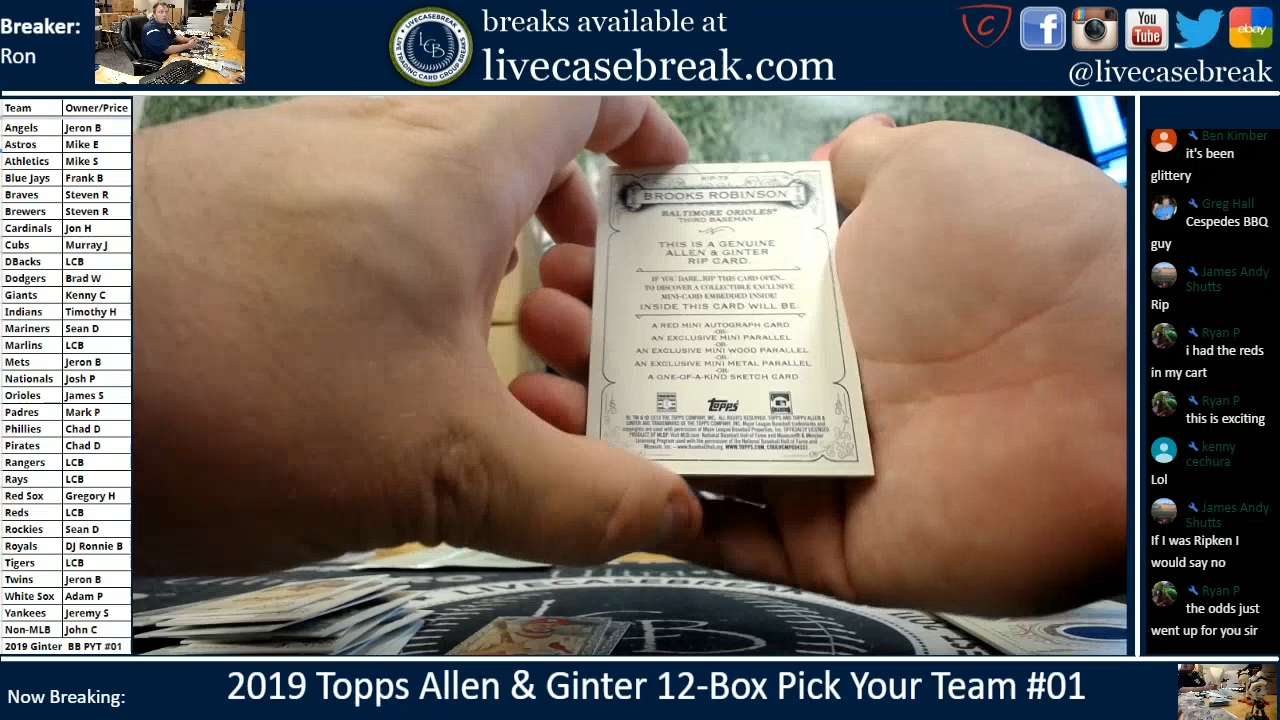 Breaker:
Ron
LIVE TRADING CARD GROUP BREAKS
LCB
LIVECASEBREAK
breaks available at
livecasebreak.com
You
Tube
ebay
@livecasebreak
Team Owner/Price
Angels Jeron B
Astros Mike E
Athletics Mike S
Blue Jays Frank B
Braves Steven R
Brewers Steven R
Cardinals Jon H
Cubs Murray J
DBacks LCB
Dodgers Brad W
Giants Kenny C
Indians Timothy H
Mariners Sean D
Marlins LCB
Mets Jeron B
Nationals Josh P
Orioles James S
Padres Mark P
Phillies Chad D
Pirates Chad D
Rangers LCB
Rays LCB
Red Sox Gregory H
Reds LCB
Rockies Sean D
Royals DJ Ronnie B
Tigers LCB
Twins Jeron B
White Sox Adam P
Yankees Jeremy S
Non-MLB John C
2019 Ginter BB PYT #01
BROOKS ROBINSON
BALTIMORE ORIOLES
THIRD BASEMAN
THIS IS A GENUINE
ALLEN & GINTER
RIP CARD.
IF YOU DARE...RIP THIS CARD OPEN...
TO DISCOVER A COLLECTIBLE EXCLUSIVE
MINI-CARD EMBEDDED INSIDE!
INSIDE THIS CARD WILL BE:
A RED MINI AUTOGRAPH CARD
-OR-
AN EXCLUSIVE MINI PARALLEL
-OR-
AN EXCLUSIVE MINI WOOD PARALLEL
-OR-
AN EXCLUSIVE MINI METAL PARALLEL
-OR-
A ONE-OF-A-KIND SKETCH CARD
Topps
Ben Kimber
it's been
glittery
Greg Hall
Cespedes BBQ
guy
James Andy
Shutts
Rip
Ryan P
i had the reds
in my cart
Ryan P
this is exciting
kenny
cechura
Lol
James Andy
Shutts
If I was Ripken I
would say no
Ryan P
the odds just
went up for you sir
Now Breaking:
2019 Topps Allen & Ginter 12-Box Pick Your Team #01